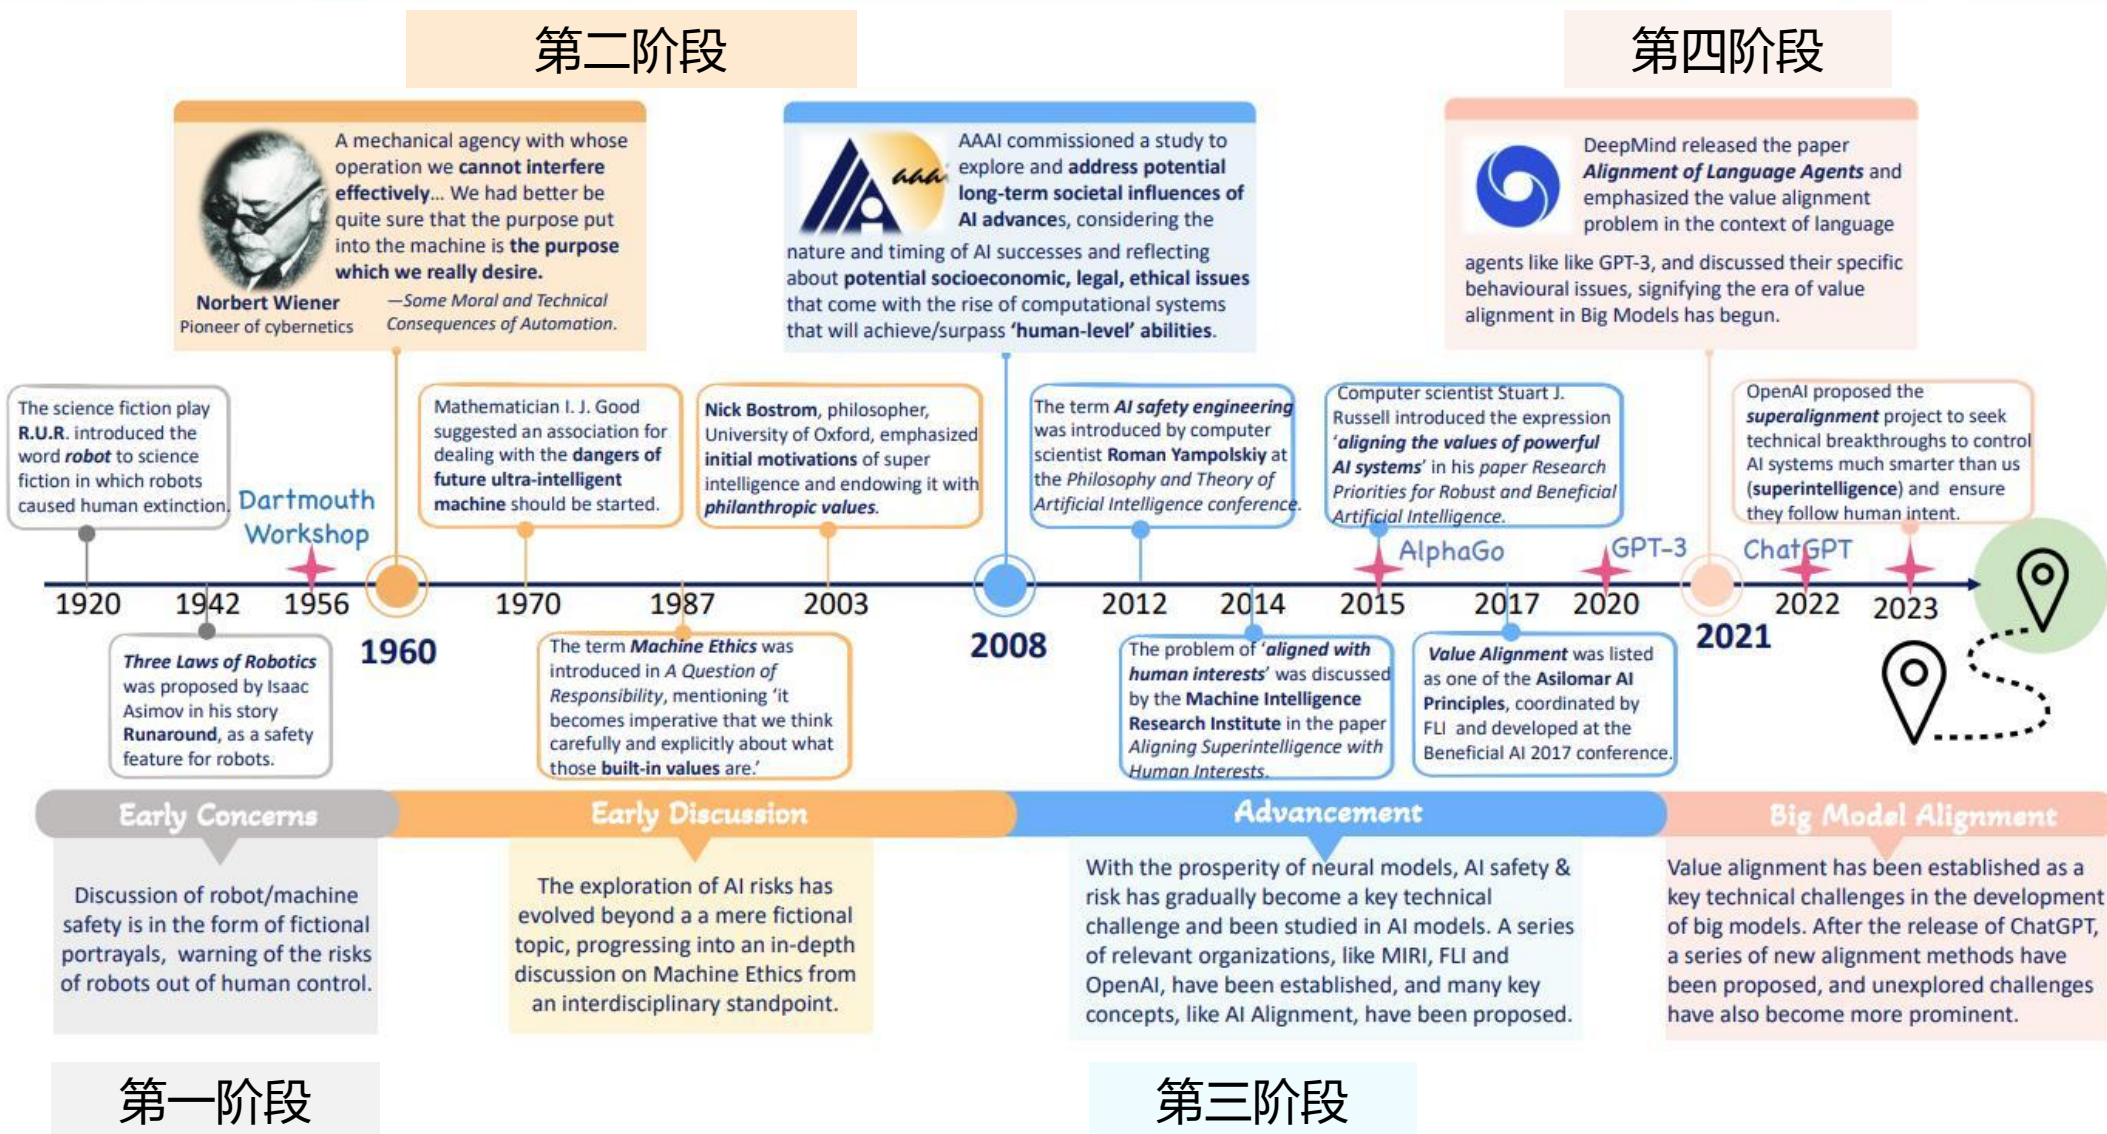 第二阶段
第四阶段
A mechanical agency with whose
operation we cannot interfere
effectively... We had better be
quite sure that the purpose put
into the machine is the purpose
which we really desire.
Norbert Wiener
Pioneer of cybernetics
—Some Moral and Technical
Consequences of Automation.
aaai
AAAI commissioned a study to
explore and address potential
long-term societal influences of
AI advances, considering the
nature and timing of AI successes and reflecting
about potential socioeconomic, legal, ethical issues
that come with the rise of computational systems
that will achieve/surpass ‘human-level’ abilities.
DeepMind released the paper
Alignment of Language Agents and
emphasized the value alignment
problem in the context of language
agents like like GPT-3, and discussed their specific
behavioural issues, signifying the era of value
alignment in Big Models has begun.
The science fiction play
R.U.R. introduced the
word robot to science
fiction in which robots
caused human extinction.
Dartmouth
Workshop
Mathematician I. J. Good
suggested an association for
dealing with the dangers of
future ultra-intelligent
machine should be started.
Nick Bostrom, philosopher,
University of Oxford, emphasized
initial motivations of super
intelligence and endowing it with
philanthropic values.
The term AI safety engineering
was introduced by computer
scientist Roman Yampolskiy at
the Philosophy and Theory of
Artificial Intelligence conference.
Computer scientist Stuart J.
Russell introduced the expression
‘aligning the values of powerful
AI systems’ in his paper Research
Priorities for Robust and Beneficial
Artificial Intelligence.
AlphaGo
GPT-3
OpenAI proposed the
superalignment project to seek
technical breakthroughs to control
AI systems much smarter than us
(superintelligence) and ensure
they follow human intent.
ChatGPT
1920 1942 1956 1970 1987 2003 2012 2014 2015 2017 2020 2022 2023
1960 2008 2021
Three Laws of Robotics
was proposed by Isaac
Asimov in his story
Runaround, as a safety
feature for robots.
The term Machine Ethics was
introduced in A Question of
Responsibility, mentioning ‘it
becomes imperative that we think
carefully and explicitly about what
those built-in values are.’
The problem of ‘aligned with
human interests’ was discussed
by the Machine Intelligence
Research Institute in the paper
Aligning Superintelligence with
Human Interests.
Value Alignment was listed
as one of the Asilomar AI
Principles, coordinated by
FLI and developed at the
Beneficial AI 2017 conference.
Early Concerns
Early Discussion
Advancement
Big Model Alignment
Discussion of robot/machine
safety is in the form of fictional
portrayals, warning of the risks
of robots out of human control.
The exploration of AI risks has
evolved beyond a a mere fictional
topic, progressing into an in-depth
discussion on Machine Ethics from
an interdisciplinary standpoint.
With the prosperity of neural models, AI safety &
risk has gradually become a key technical
challenge and been studied in AI models. A series
of relevant organizations, like MIRI, FLI and
OpenAI, have been established, and many key
concepts, like AI Alignment, have been proposed.
Value alignment has been established as a
key technical challenges in the development
of big models. After the release of ChatGPT,
a series of new alignment methods have
been proposed, and unexplored challenges
have also become more prominent.
第一阶段
第三阶段